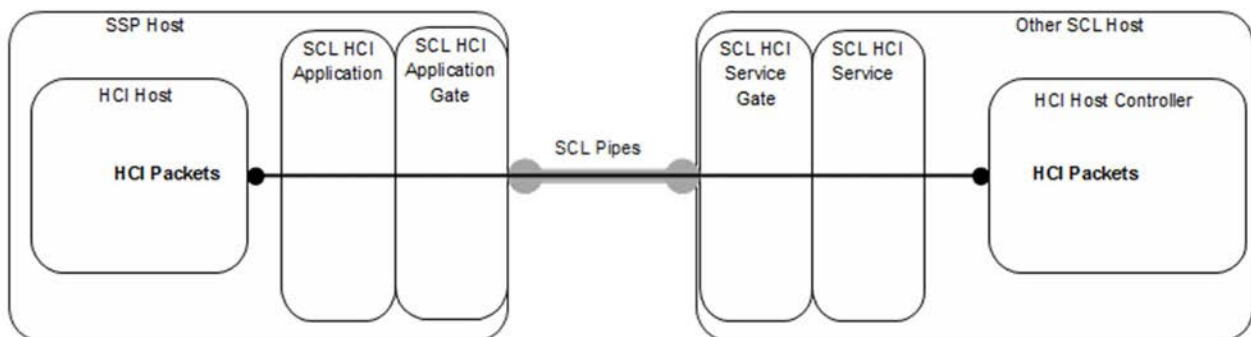 SSP Host
HCI Host
HCI Packets
SCL HCI
Application
SCL HCI
Application
Gate
SCL Pipes
Other SCL Host
SCL HCI
Service
Gate
SCL HCI
Service
HCI Host Controller
HCI Packets